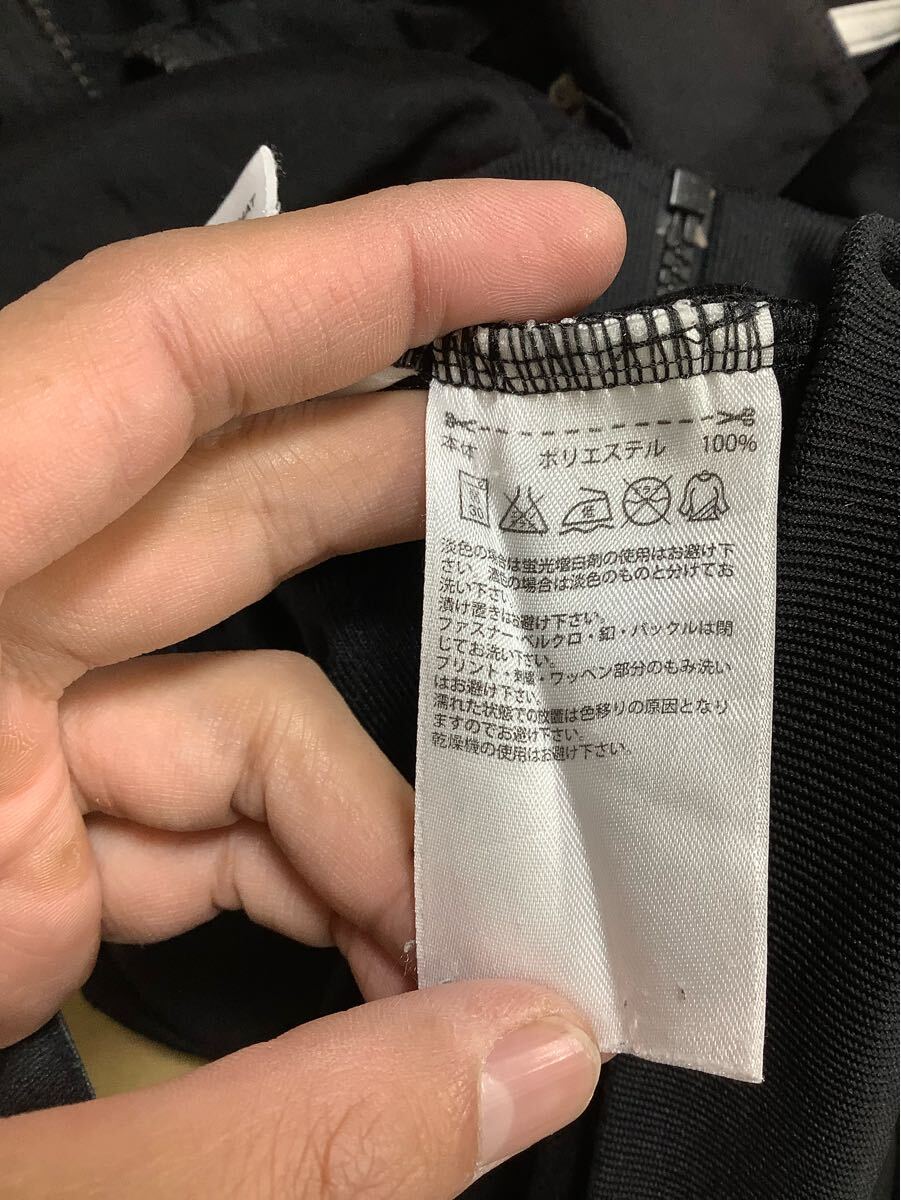 本体 ポリエステル 100%
淡色の場合は蛍光増白剤の使用はお避け下
さい。濃色の場合は淡色のものと分けてお
洗い下さい。
漬け置きはお避け下さい。
ファスナー・ベルクロ・釦・バックルは閉
じてお洗い下さい。
プリント・刺繍・ワッペン部分のもみ洗い
はお避け下さい。
濡れた状態での放置は色移りの原因となり
ますのでお避け下さい。
乾燥機の使用はお避け下さい。